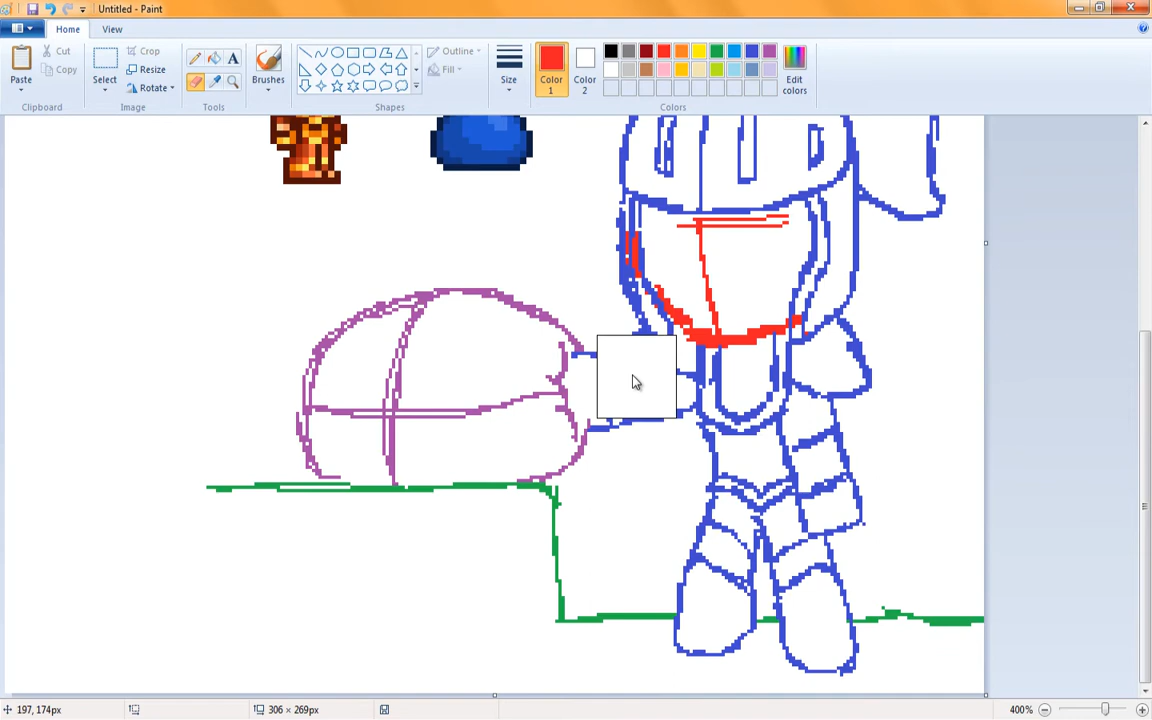 Untitled - Paint
Home View
Paste
Cut
Copy
Clipboard
Select
Crop
Resize
Rotate
Image
A
Tools
Brushes
Outline
Fill
Shapes
Size
Color 1
Color 2
Edit colors
Colors
197, 174px
306 × 269px
400%